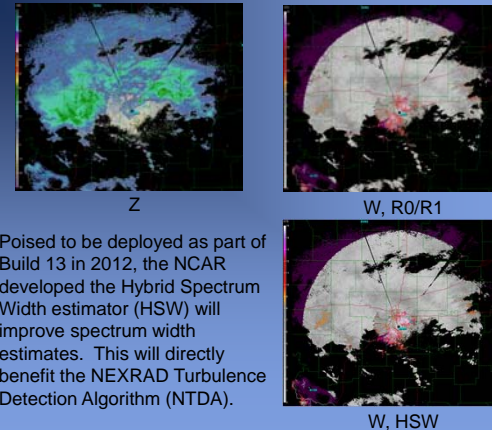 Z
W, R0/R1
Poised to be deployed as part of
Build 13 in 2012, the NCAR
developed the Hybrid Spectrum
Width estimator (HSW) will
improve spectrum width
estimates. This will directly
benefit the NEXRAD Turbulence
Detection Algorithm (NTDA).
W, HSW